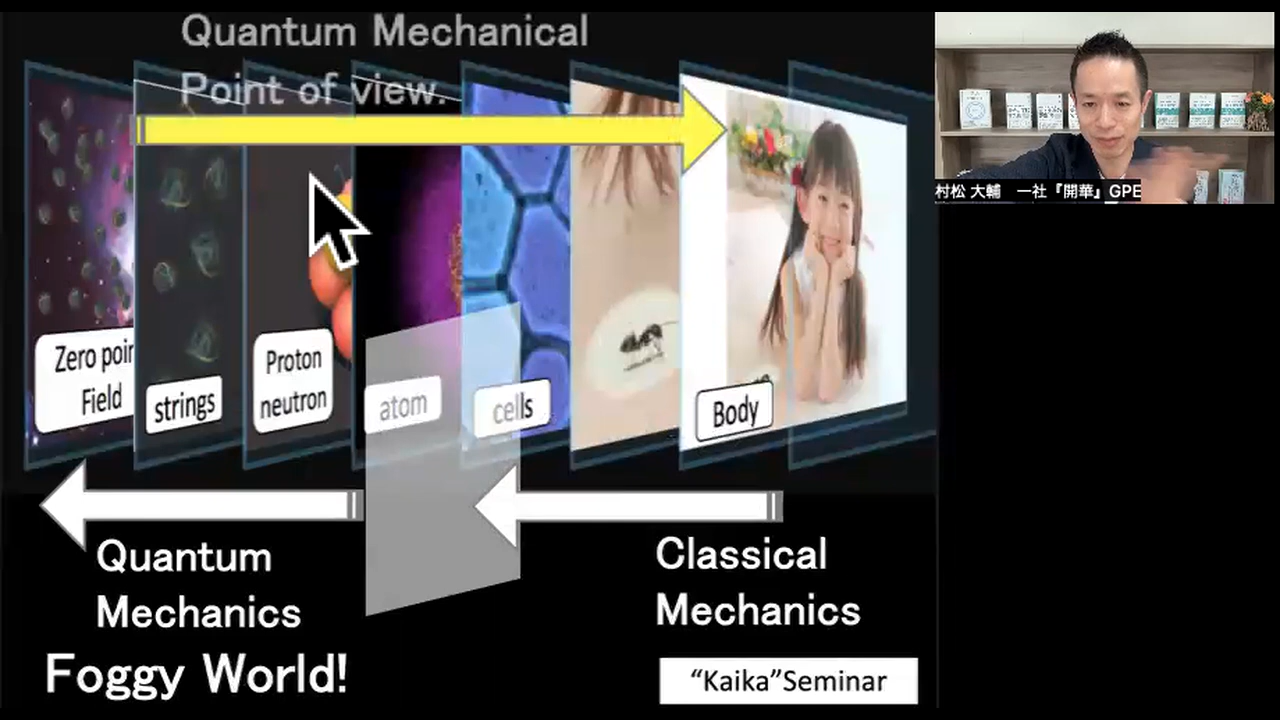 Quantum Mechanical
Point of view.
Zero poin
Field
strings
Proton
neutron
atom
cells
Body
Quantum
Mechanics
Foggy World!
Classical
Mechanics
“Kaika”Seminar
村松 大輔 一社『開華』GPE